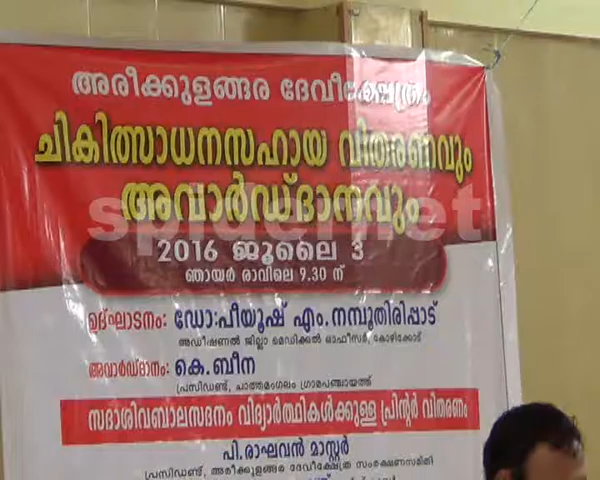 അരീക്കുളങ്ങര ദേവീക്ഷേത്രം
ചികിത്സാധനസഹായ വിതരണവും
അവാർഡ്ദാനവും
spidernet
2016 ജൂലൈ 3
ഞായർ രാവിലെ 9.30 ന്
ഉദ്ഘാടനം: ഡോ:പീയൂഷ് എം.നമ്പൂതിരിപ്പാട്
അഡീഷണൽ ജില്ലാ മെഡിക്കൽ ഓഫീസർ, കോഴിക്കോട്
അവാർഡ്ദാനം: കെ.ബീന
പ്രസിഡണ്ട്, ചാത്തമംഗലം ഗ്രാമപഞ്ചായത്ത്
സദാശിവബാലസദനം വിദ്യാർത്ഥികൾക്കുള്ള പ്രിന്റർ വിതരണം
പി.രാഘവൻ മാസ്റ്റർ
പ്രസിഡണ്ട്, അരീക്കുളങ്ങര ദേവീക്ഷേത്ര സംരക്ഷണസമിതി